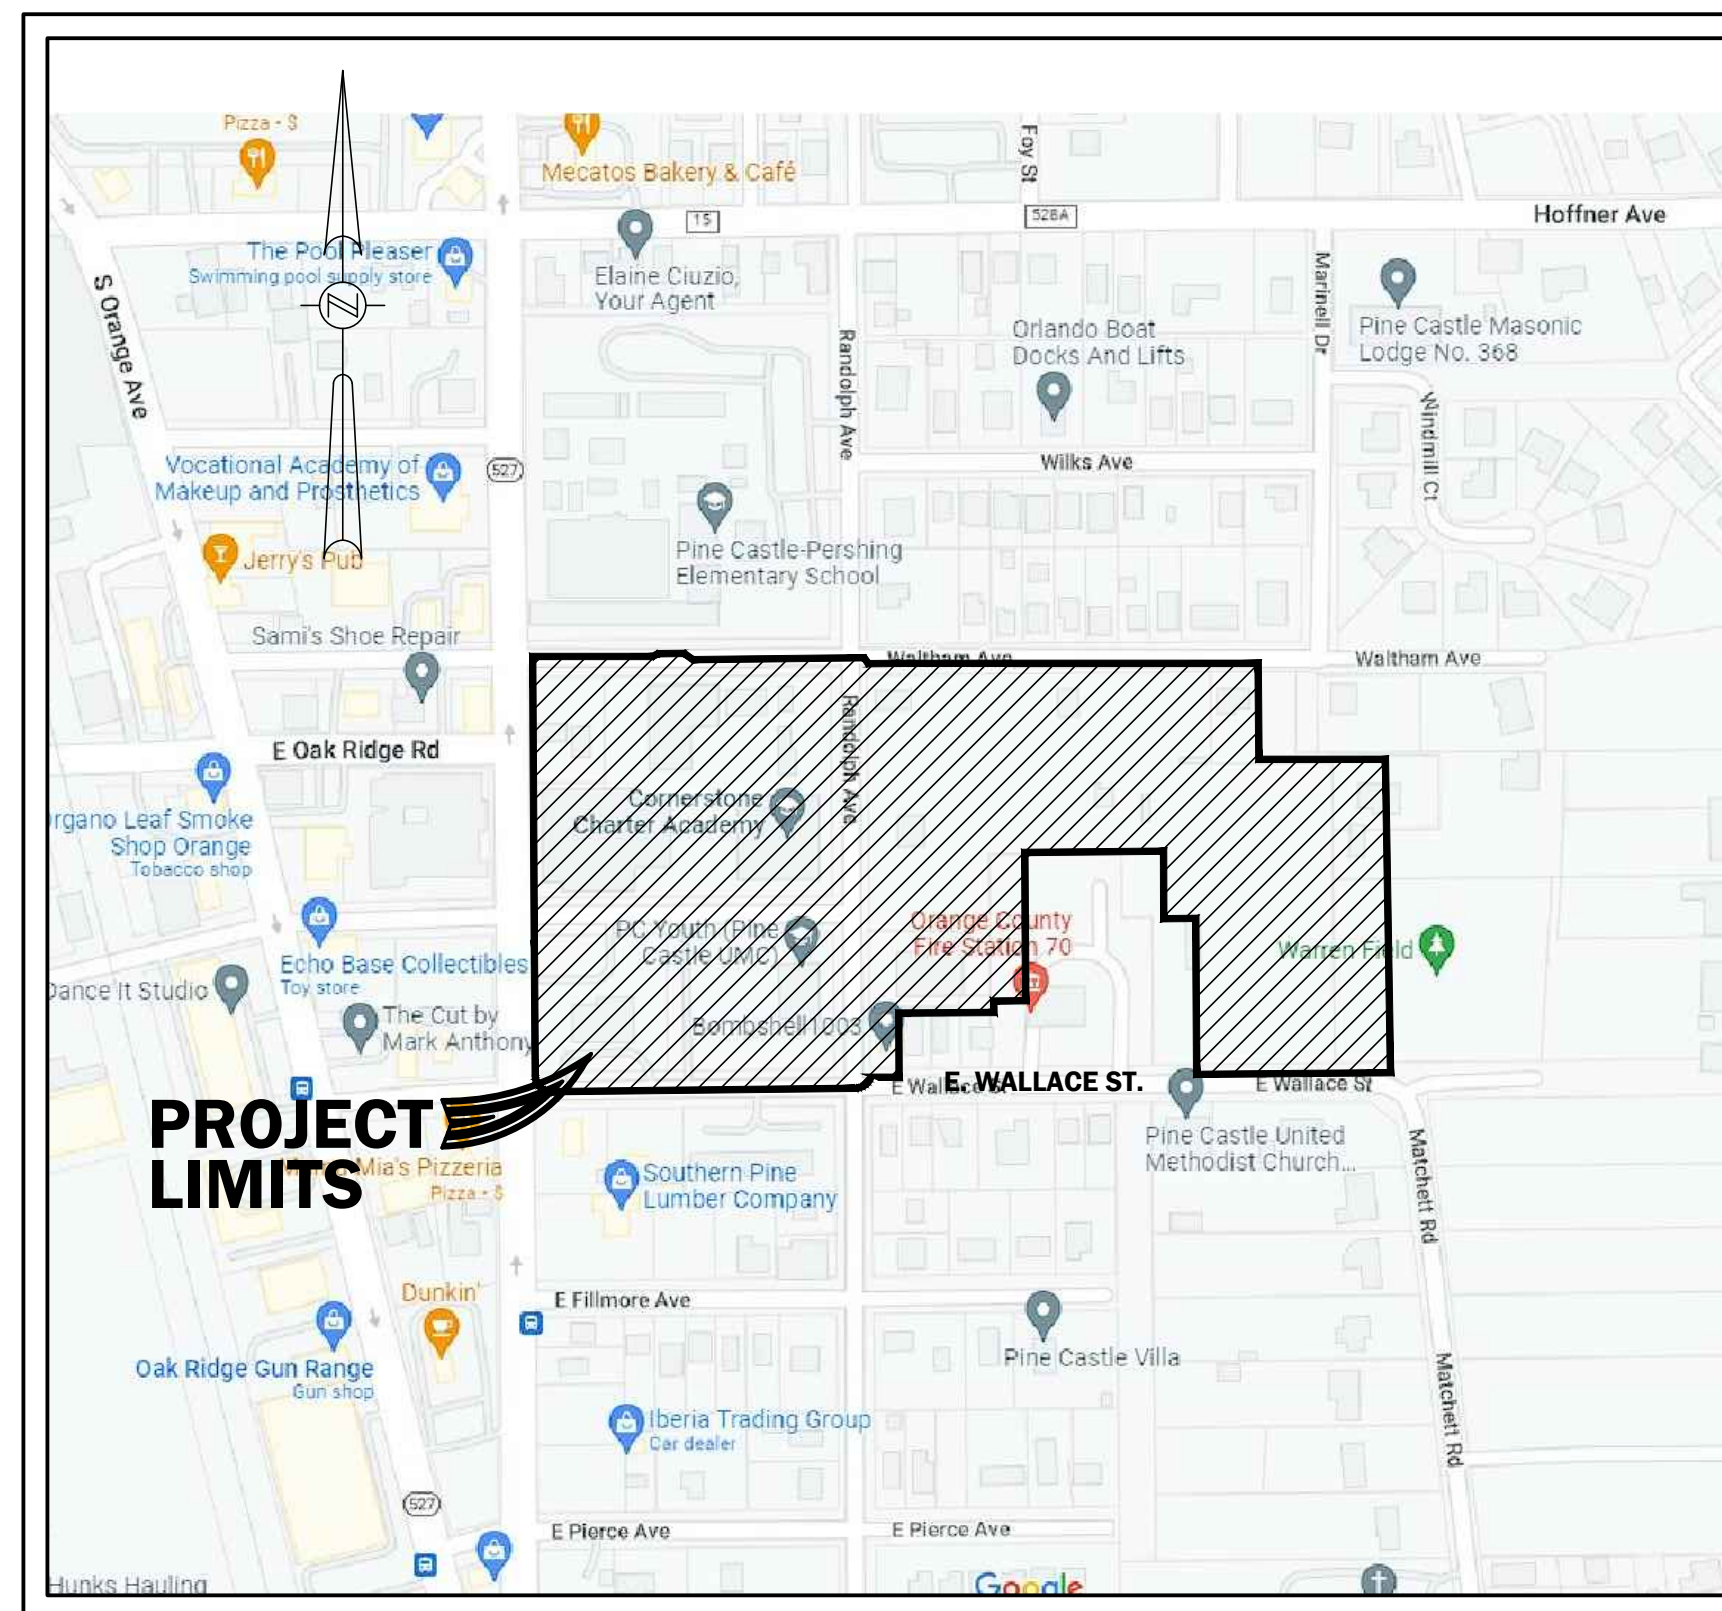 Pizza - $
Mecatos Bakery & Café
Foy St
15
528A
Hoffner Ave
The Pool Pleaser
Swimming pool supply store
Elaine Ciuzio,
Your Agent
S Orange Ave
Z
Marinell Dr
Orlando Boat
Docks And Lifts
Pine Castle Masonic
Lodge No. 368
Randolph Ave
Windmill Ct
Vocational Academy of
Makeup and Prosthetics
527
Wilks Ave
Jerry's Pub
Pine Castle-Pershing
Elementary School
Sami's Shoe Repair
Waltham Ave
Waltham Ave
Randolph Ave
E Oak Ridge Rd
Cornerstone
Charter Academy
rgano Leaf Smoke
Shop Orange
Tobacco shop
PC Youth (Pine
Castle UMC)
Orange County
Fire Station 70
Warren Field
Echo Base Collectibles
Toy store
Dance It Studio
The Cut by
Mark Anthony
Bombshell1003
E Wallace St
E. WALLACE ST.
E Wallace St
PROJECT
LIMITS
Mia's Pizzeria
Pizza - $
Southern Pine
Lumber Company
Pine Castle United
Methodist Church...
Matchett Rd
Dunkin'
E Fillmore Ave
Oak Ridge Gun Range
Gun shop
Pine Castle Villa
Matchett Rd
Iberia Trading Group
Car dealer
527
E Pierce Ave
E Pierce Ave
Hunks Hauling
Google